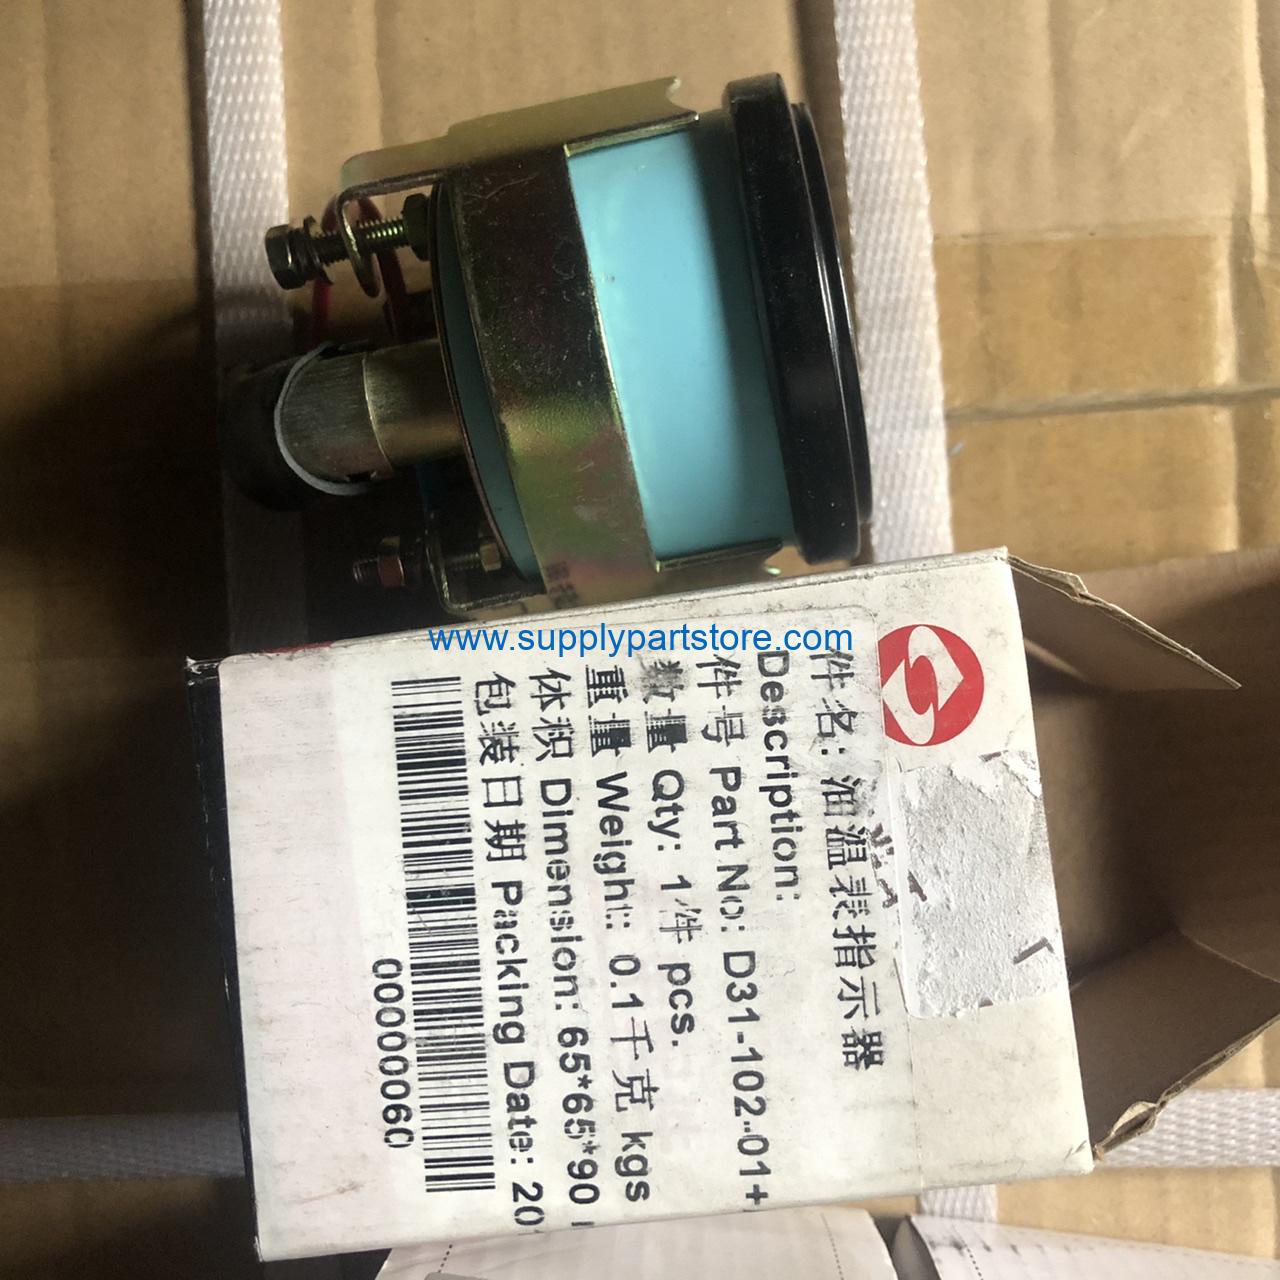 www.supplypartstore.com
件名: 油温表指示器
Description:
件号 Part No: D31-102-01+
数量 Qty: 1件 pcs.
重量 Weight: 0.1千克 kgs
体积 Dimension: 65*65*90
包装日期 Packing Date: 20
00000060